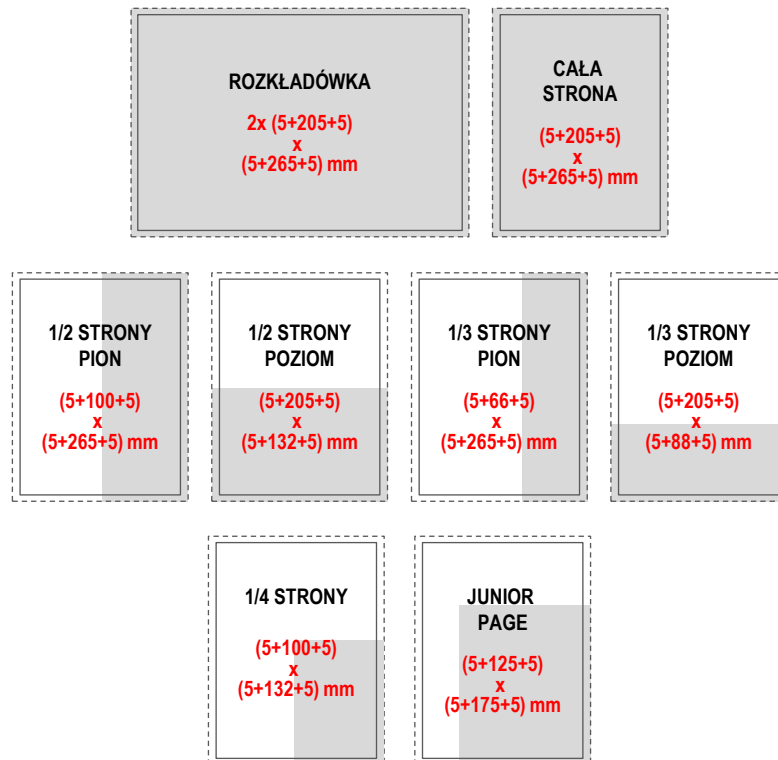 ROZKŁADÓWKA
2x (5+205+5)
x
(5+265+5) mm
CAŁA
STRONA
(5+205+5)
x
(5+265+5) mm
1/2 STRONY
PION
(5+100+5)
x
(5+265+5) mm
1/2 STRONY
POZIOM
(5+205+5)
x
(5+132+5) mm
1/3 STRONY
PION
(5+66+5)
x
(5+265+5) mm
1/3 STRONY
POZIOM
(5+205+5)
x
(5+88+5) mm
1/4 STRONY
(5+100+5)
x
(5+132+5) mm
JUNIOR
PAGE
(5+125+5)
x
(5+175+5) mm